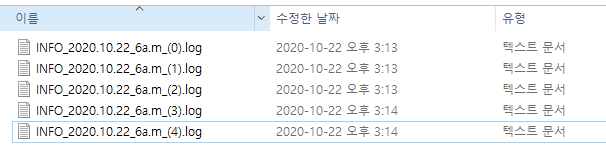 이름 수정한 날짜 유형
INFO_2020.10.22_6a.m_(0).log 2020-10-22 오후 3:13 텍스트 문서
INFO_2020.10.22_6a.m_(1).log 2020-10-22 오후 3:13 텍스트 문서
INFO_2020.10.22_6a.m_(2).log 2020-10-22 오후 3:13 텍스트 문서
INFO_2020.10.22_6a.m_(3).log 2020-10-22 오후 3:14 텍스트 문서
INFO_2020.10.22_6a.m_(4).log 2020-10-22 오후 3:14 텍스트 문서